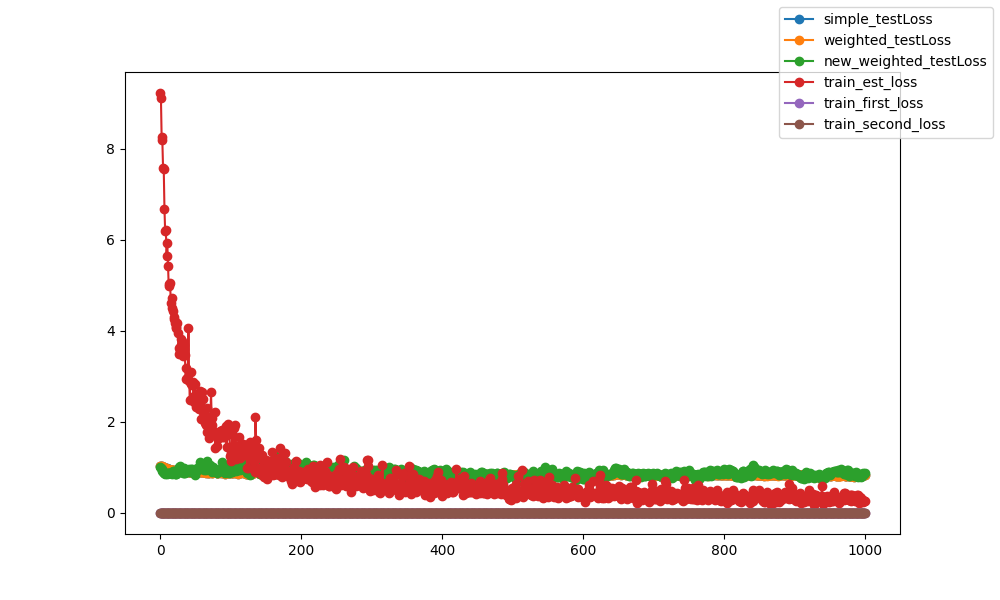 simple_testLoss
weighted_testLoss
new_weighted_testLoss
train_est_loss
train_first_loss
train_second_loss
8
6
4
2
0
0 200 400 600 800 1000